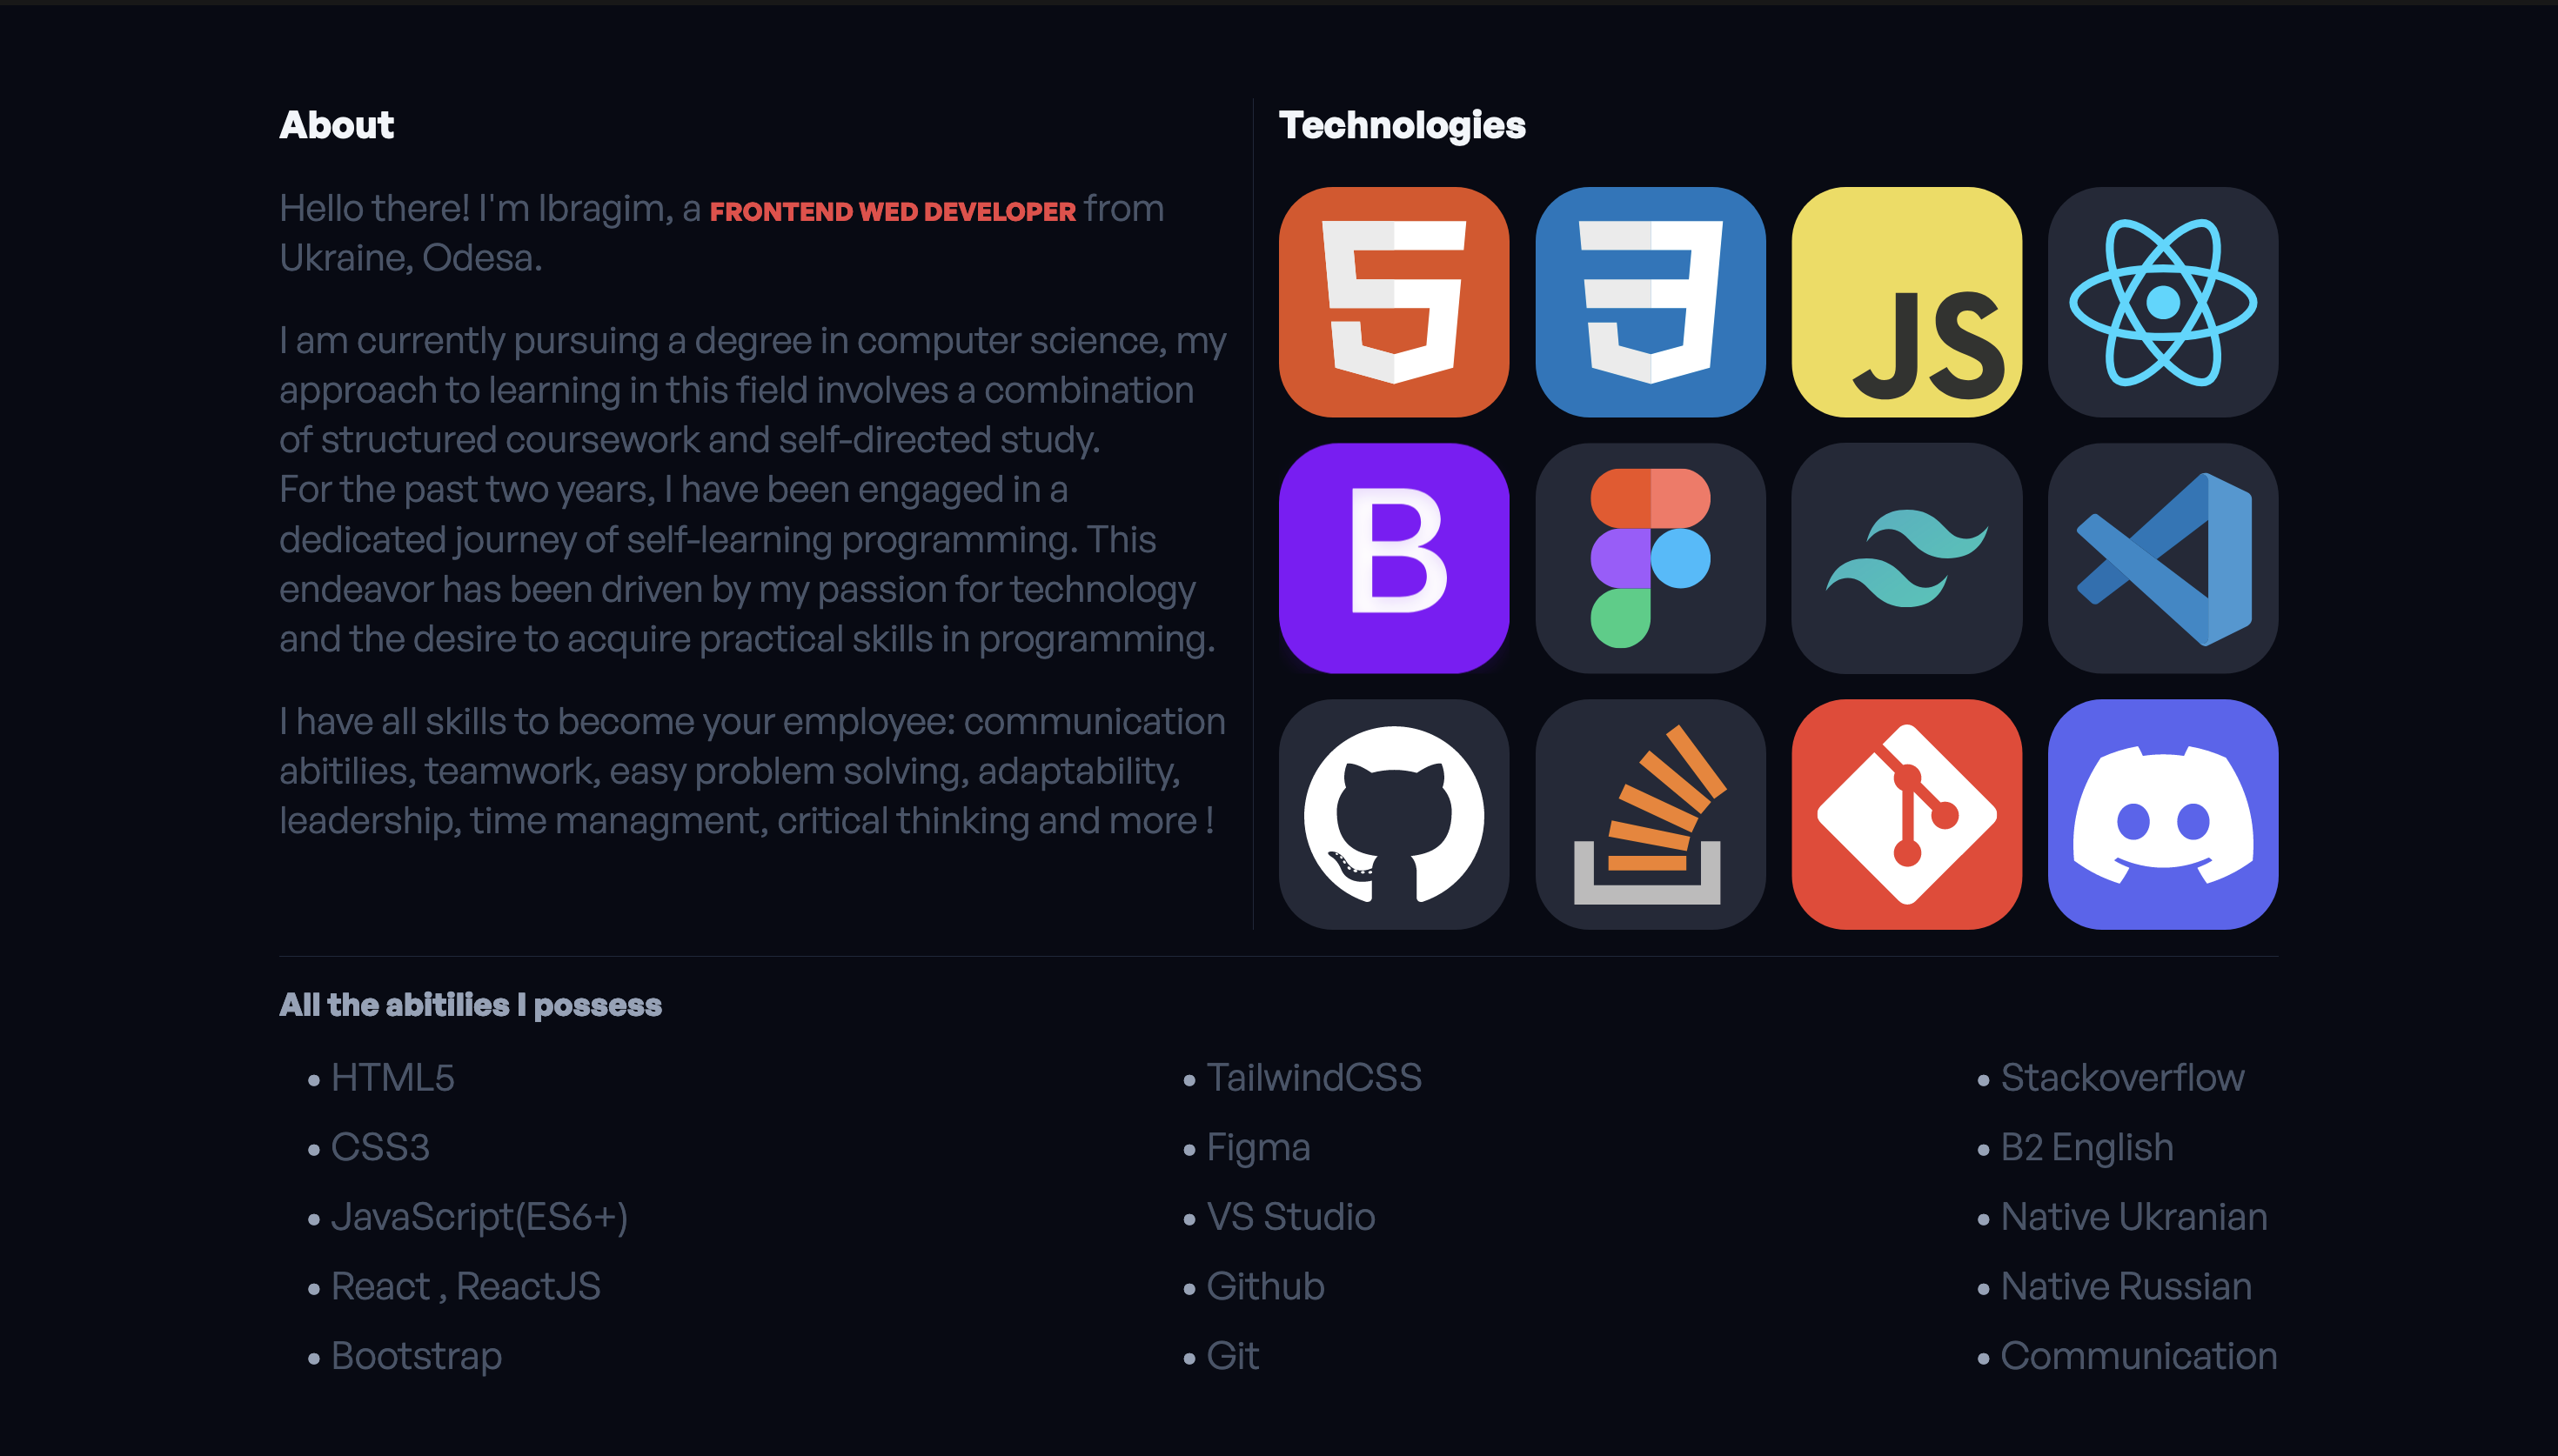 About
Hello there! I'm Ibragim, a FRONTEND WED DEVELOPER from
Ukraine, Odesa.
I am currently pursuing a degree in computer science, my
approach to learning in this field involves a combination
of structured coursework and self-directed study.
For the past two years, I have been engaged in a
dedicated journey of self-learning programming. This
endeavor has been driven by my passion for technology
and the desire to acquire practical skills in programming.
I have all skills to become your employee: communication
abitilies, teamwork, easy problem solving, adaptability,
leadership, time managment, critical thinking and more !
Technologies
JS
B
All the abitilies I possess
HTML5
CSS3
JavaScript(ES6+)
React , ReactJS
Bootstrap
TailwindCSS
Figma
VS Studio
Github
Git
Stackoverflow
B2 English
Native Ukranian
Native Russian
Communication